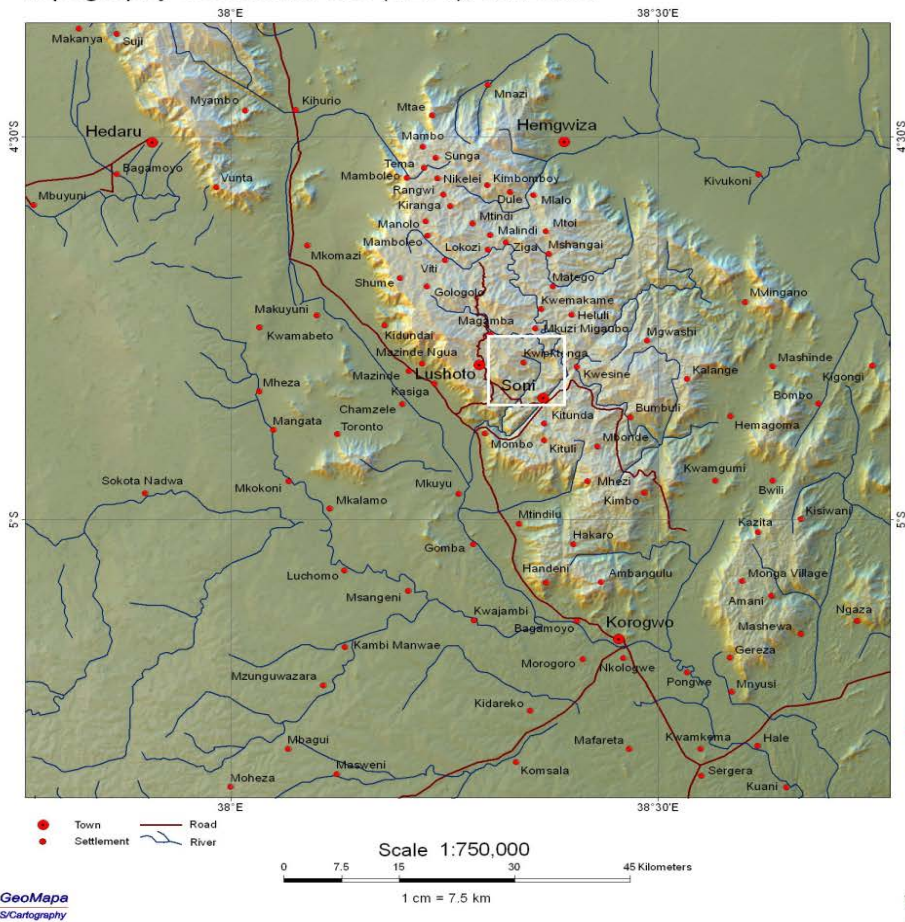 38° 38°30'E
Makanya Suji
Myambo Kihurio Mtae Mnazi
Hedaru Hemgwiza
4°30'S 4°30'S
Mambo
Sunga
Bagamoyo Tema
Vunta Mamboleo Nikelei Kimbomboy Kivukoni
Mbuyuni Rangwi Dule Mlalo
Kiranga
Manolo Mtindi Mtoi
Mamboleo Malindi
Mkomazi Lokozi Ziga Mshangai
Viti
Shume Gologolo Matego
Mvlingano
Makuyuni Kwemakame
Magamba Heluli
Kwamabeto Kidundai Mkuzi Migaubo Mgwashi
Mazinde Ngua Mashinde
Lushoto Kwesine Kalange Kigongi
Mheza Mazinde Soni
Kasiga Bombo
Chamzele Kitunda Bumbuli
Mangata Toronto Hemagoma
Mombo Kituli Mbonde
Sokota Nadwa Mkokoni Mkuyu Mhezi Kwamgumi
Mkalamo Kimbo Bwili
5°S Mtindilu Kazita Kisiwani 5°S
Gomba Hakaro
Luchomo Handeni Ambangulu Monga Village
Msangeni Amani
Kwajambi Ngaza
Bagamoyo Korogwo Mashewa
Kambi Manwae Gereza
Morogoro Nkologwe
Mzunguwazara Pongwe Mnyusi
Kidareko
Mbagui Mafareta Kwamkema Hale
Masweni Komsala Sergera
Moheza Kuani
38° 38°30'E
Town Road
Settlement River
Scale 1:750,000
0 7.5 15 30 45 Kilometers
1 cm = 7.5 km
GeoMapa
S/Cartography